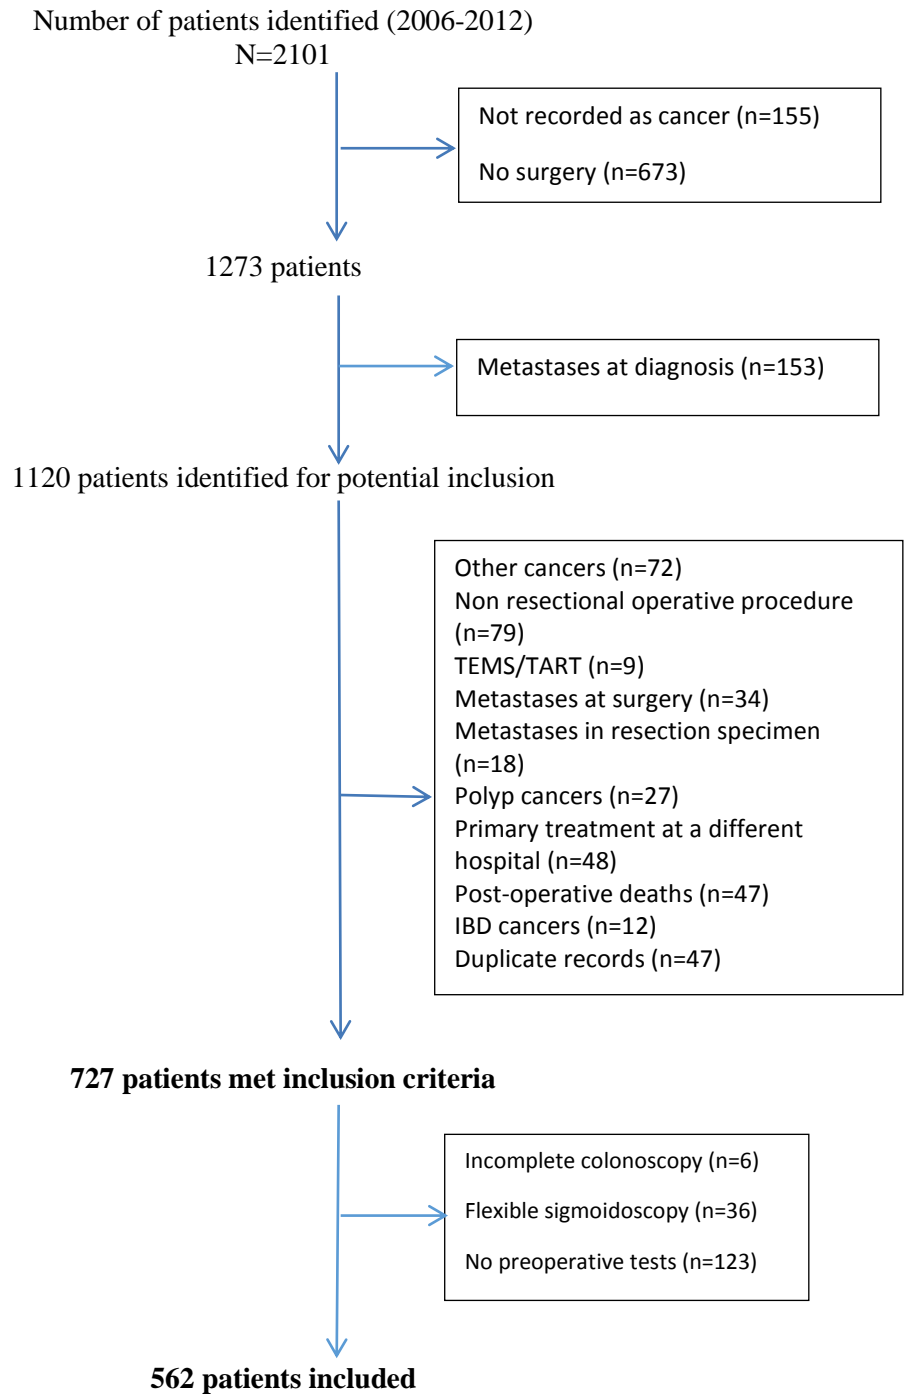 Number of patients identified (2006-2012)
N=2101
Not recorded as cancer (n=155)
No surgery (n=673)
1273 patients
Metastases at diagnosis (n=153)
1120 patients identified for potential inclusion
Other cancers (n=72)
Non resectional operative procedure
(n=79)
TEMS/TART (n=9)
Metastases at surgery (n=34)
Metastases in resection specimen
(n=18)
Polyp cancers (n=27)
Primary treatment at a different
hospital (n=48)
Post-operative deaths (n=47)
IBD cancers (n=12)
Duplicate records (n=47)
727 patients met inclusion criteria
Incomplete colonoscopy (n=6)
Flexible sigmoidoscopy (n=36)
No preoperative tests (n=123)
562 patients included